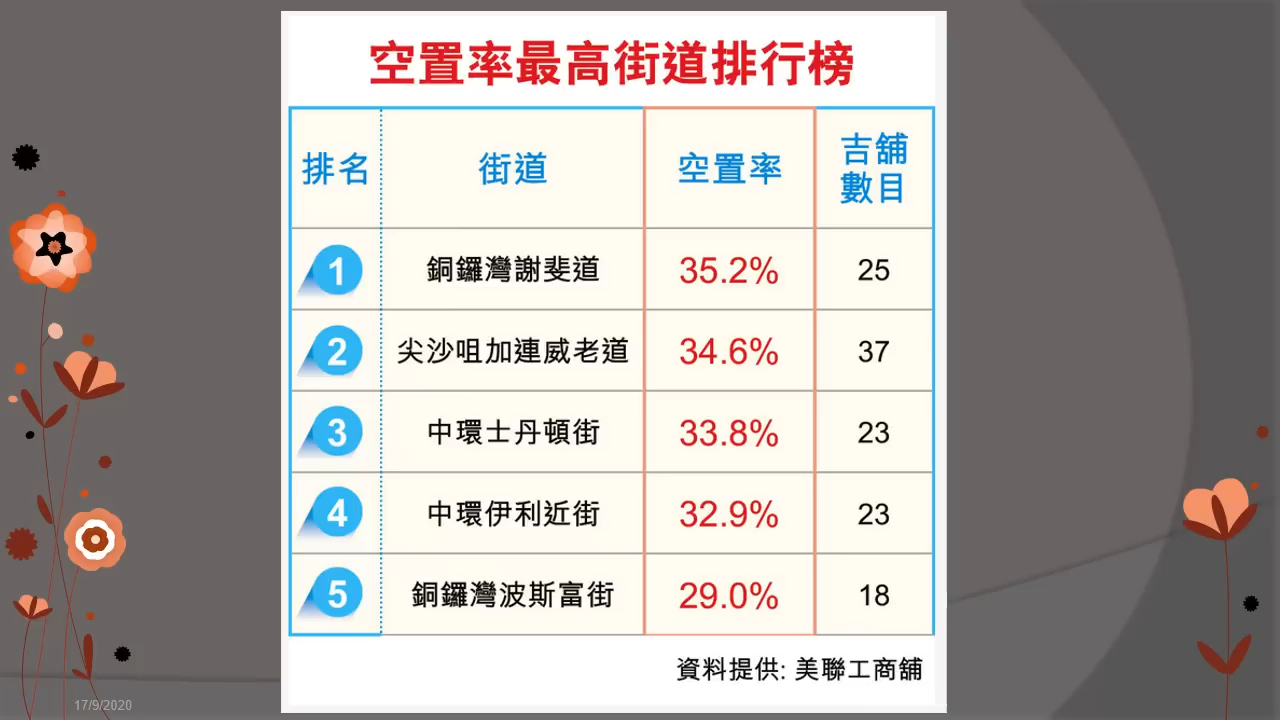 空置率最高街道排行榜
排名 街道 空置率 吉舖數目
1 銅鑼灣謝斐道 35.2% 25
2 尖沙咀加連威老道 34.6% 37
3 中環士丹頓街 33.8% 23
4 中環伊利近街 32.9% 23
5 銅鑼灣波斯富街 29.0% 18
資料提供: 美聯工商舖
17/9/2020